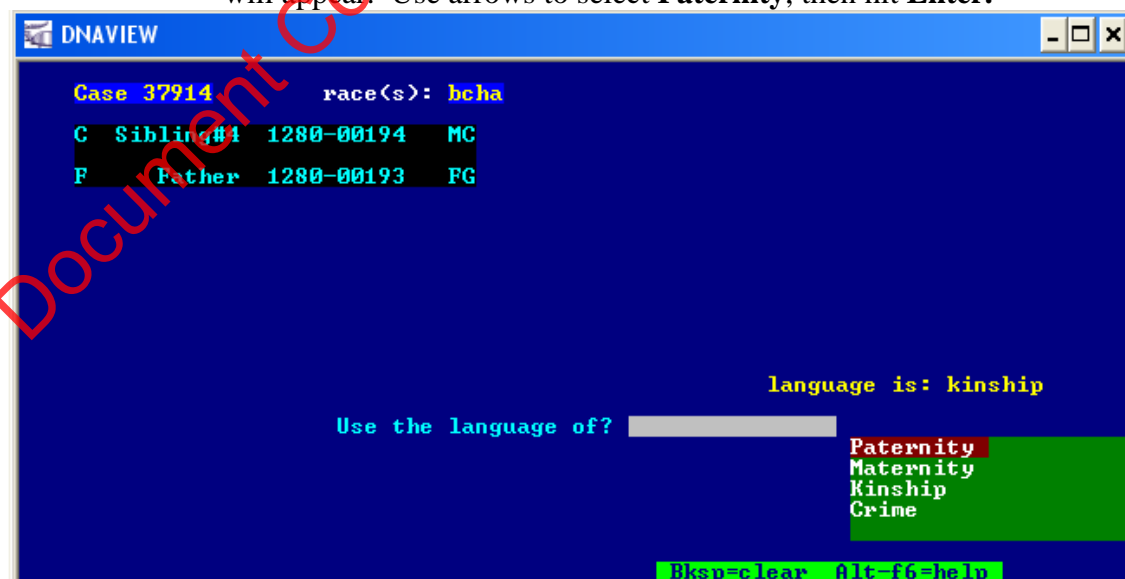 will appear. Use arrows to select Paternity, then hit Enter.
DNAVIEW
Case 37914 race(s): bcha
C Sibling#4 1280-00194 MC
F Father 1280-00193 FG
language is: kinship
Use the language of?
Paternity
Maternity
Kinship
Crime
Bksp=clear Alt-f6=help
Document Co